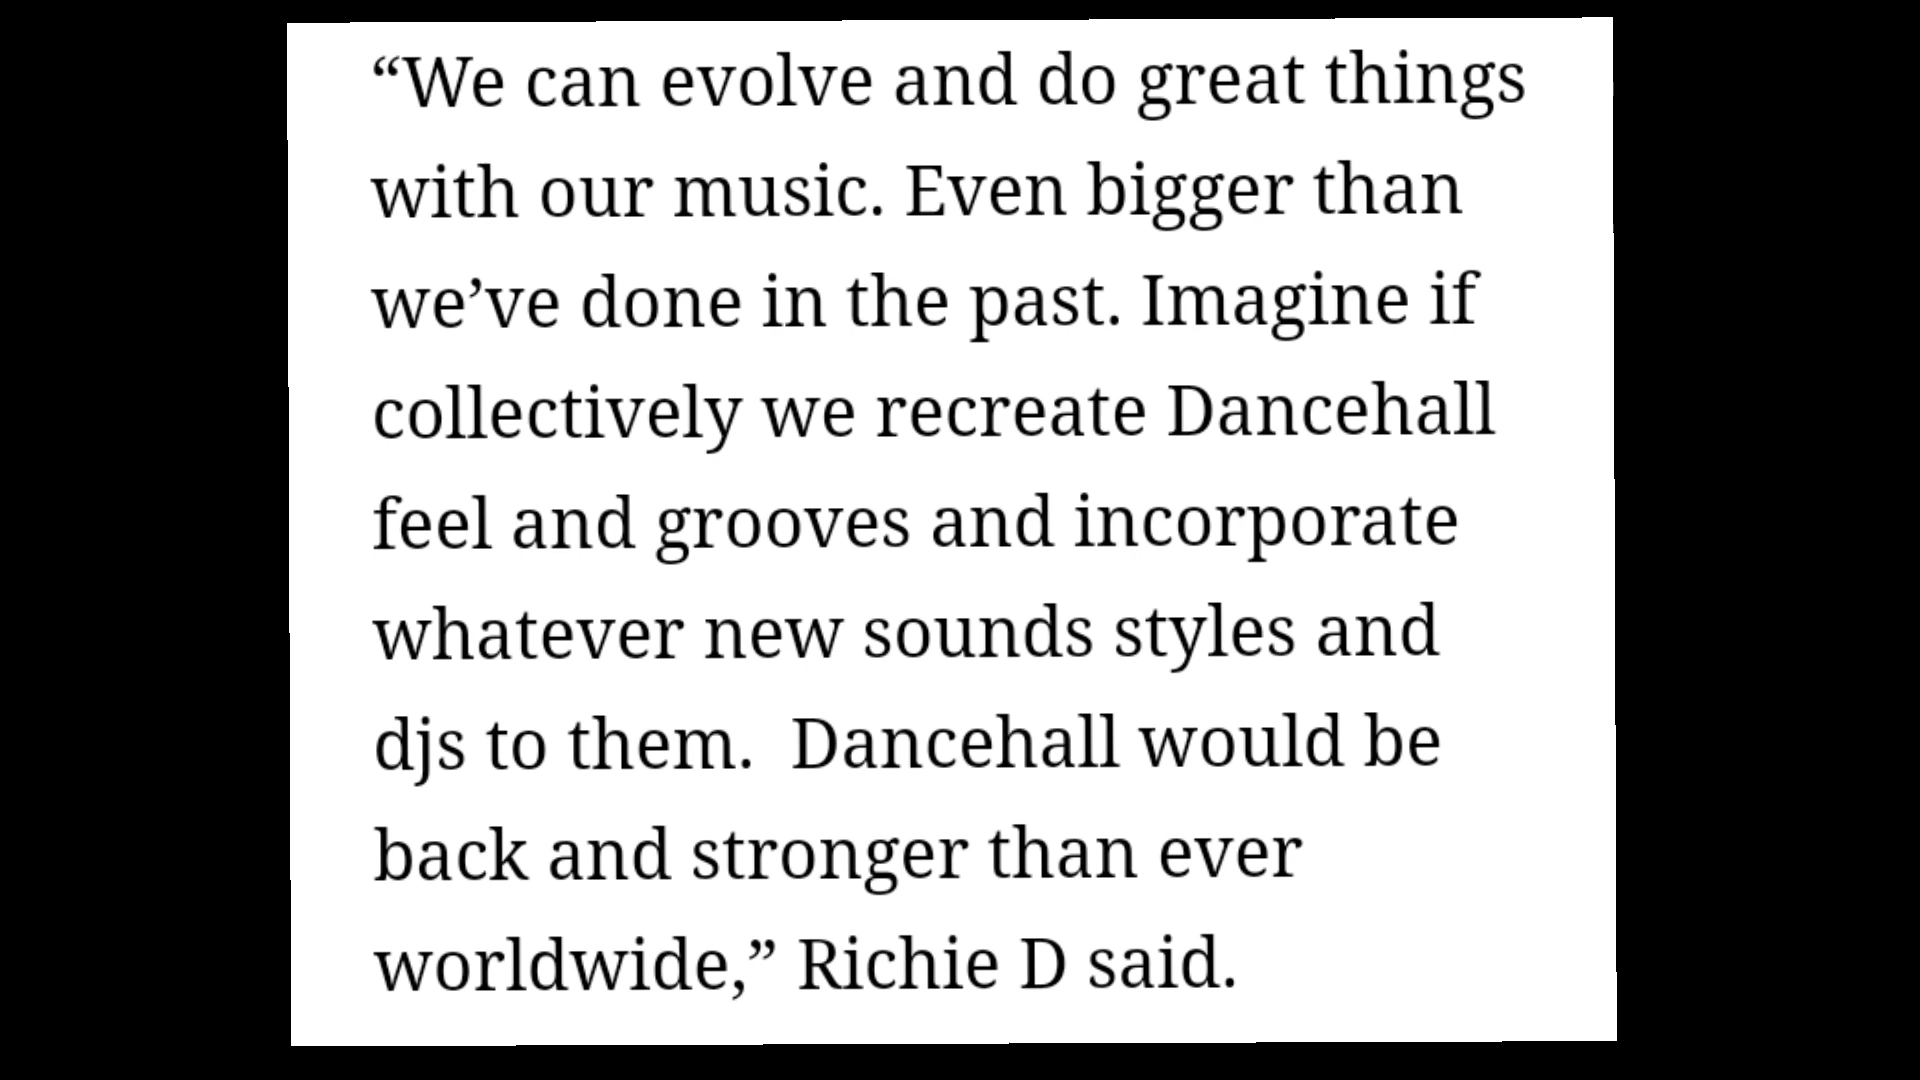 “We can evolve and do great things
with our music. Even bigger than
we’ve done in the past. Imagine if
collectively we recreate Dancehall
feel and grooves and incorporate
whatever new sounds styles and
djs to them.  Dancehall would be
back and stronger than ever
worldwide,” Richie D said.